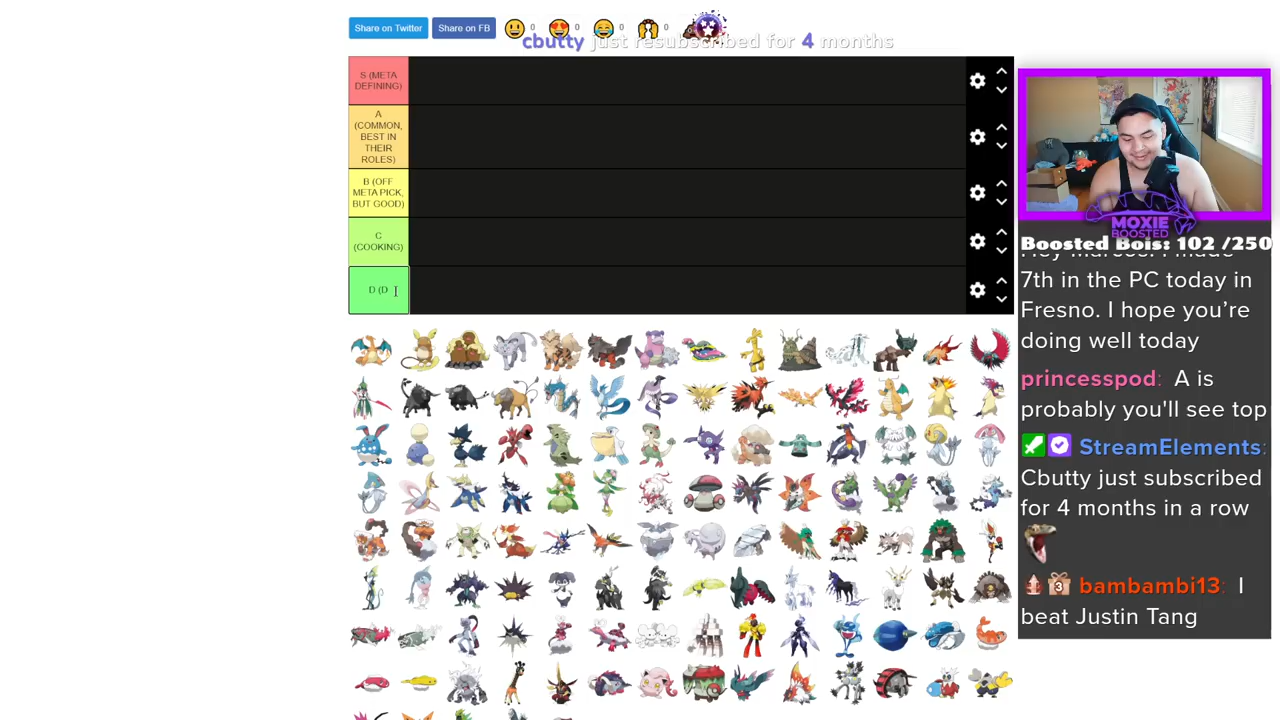 Share on Twitter
Share on FB
0
0
0
0
cbutty just resubscribed for 4 months
S (META
DEFINING)
A
(COMMON,
BEST IN
THEIR
ROLES)
B (OFF
META PICK,
BUT GOOD)
C
(COOKING)
D (D
MOXIE
BOOSTED
Boosted Bois: 102 /250
7th in the PC today in
Fresno. I hope you’re
doing well today
princesspod: A is
probably you'll see top
StreamElements:
Cbutty just subscribed
for 4 months in a row
3
bambambi13: I
beat Justin Tang